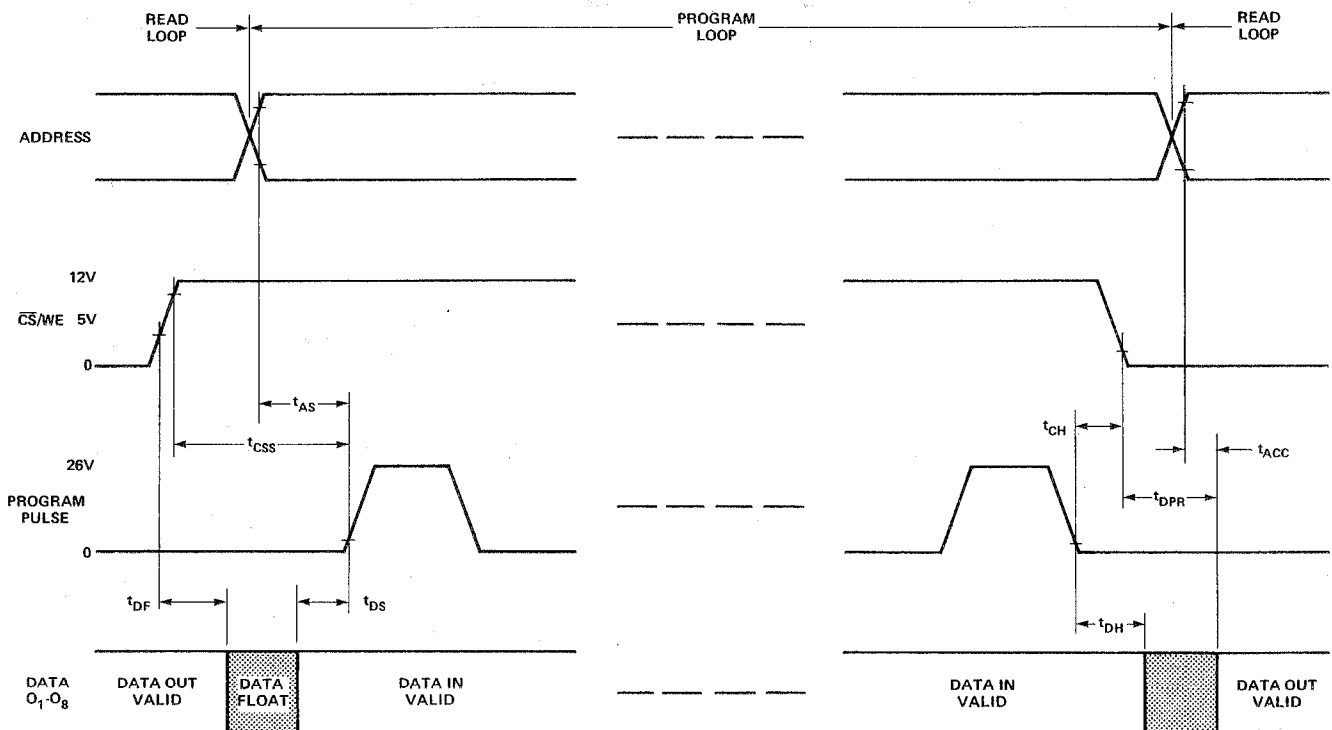 READ
LOOP
PROGRAM
LOOP
READ
LOOP
ADDRESS
12V
CS/WE 5V
0
tAS
tCSS
tCH
tACC
tDPR
26V
PROGRAM
PULSE
0
tDF
tDS
tDH
DATA
O1-O8
DATA OUT
VALID
DATA
FLOAT
DATA IN
VALID
DATA IN
VALID
DATA OUT
VALID